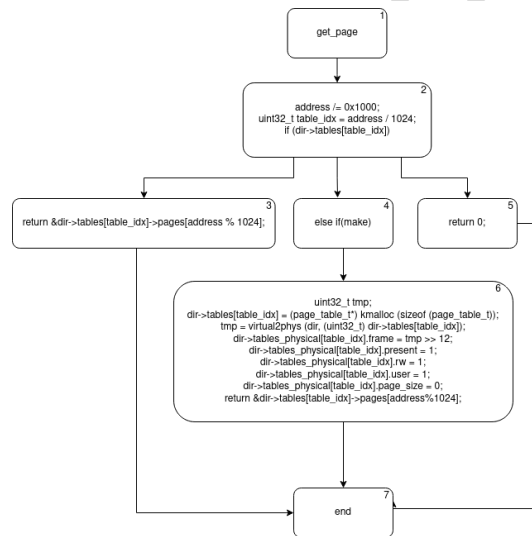 1
get_page
2
address /= 0x1000;
uint32_t table_idx = address / 1024;
if (dir->tables[table_idx])
3
return &dir->tables[table_idx]->pages[address % 1024];
4
else if(make)
5
return 0;
6
uint32_t tmp;
dir->tables[table_idx] = (page_table_t*) kmalloc (sizeof (page_table_t));
tmp = virtual2phys (dir, (uint32_t) dir->tables[table_idx]);
dir->tables_physical[table_idx].frame = tmp >> 12;
dir->tables_physical[table_idx].present = 1;
dir->tables_physical[table_idx].rw = 1;
dir->tables_physical[table_idx].user = 1;
dir->tables_physical[table_idx].page_size = 0;
return &dir->tables[table_idx]->pages[address%1024];
7
end